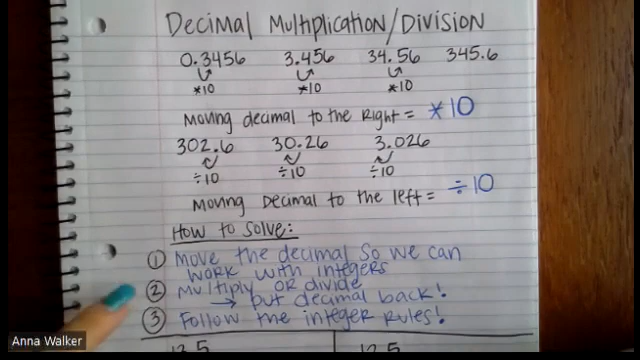 Decimal Multiplication/Division
0.3456 3.456 34.56 345.6
*10 *10 *10
Moving decimal to the Right = *10
302.6 30.26 3.026
÷10 ÷10 ÷10
Moving Decimal to the left = ÷10
How to solve:
① Move the decimal so we can
work with integers
② Multiply or divide
→ put decimal back!
③ Follow the integer rules!
Anna Walker